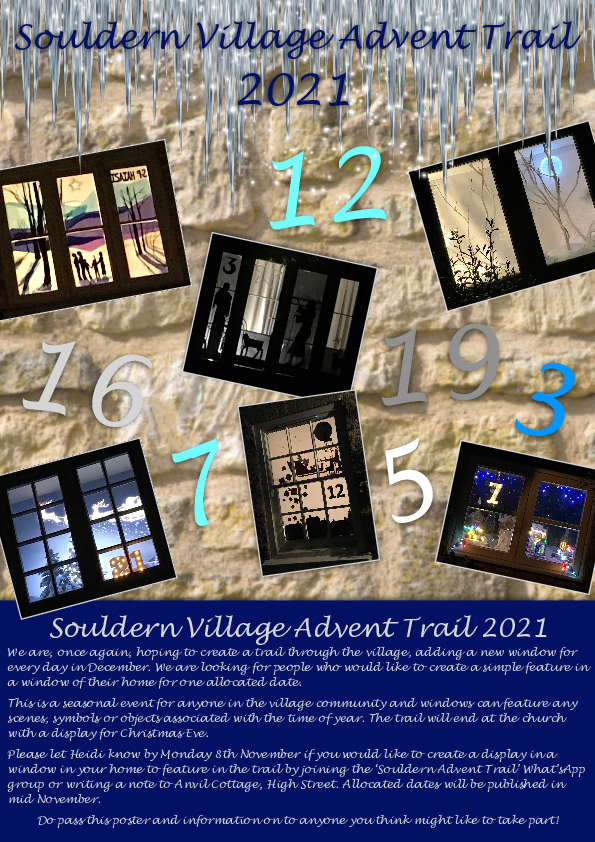 Souldern Village Advent Trail
2021
12
ISAIAH 9:2
3
16
19
3
7
5
12
1
21
Souldern Village Advent Trail 2021
We are, once again, hoping to create a trail through the village, adding a new window for
every day in December. We are looking for people who would like to create a simple feature in
a window of their home for one allocated date.
This is a seasonal event for anyone in the village community and windows can feature any
scenes, symbols or objects associated with the time of year. The trail will end at the church
with a display for Christmas Eve.
Please let Heidi know by Monday 8th November if you would like to create a display in a
window in your home to feature in the trail by joining the ‘Souldern Advent Trail’ What’sApp
group or writing a note to Anvil Cottage, High Street. Allocated dates will be published in
mid November.
Do pass this poster and information on to anyone you think might like to take part!